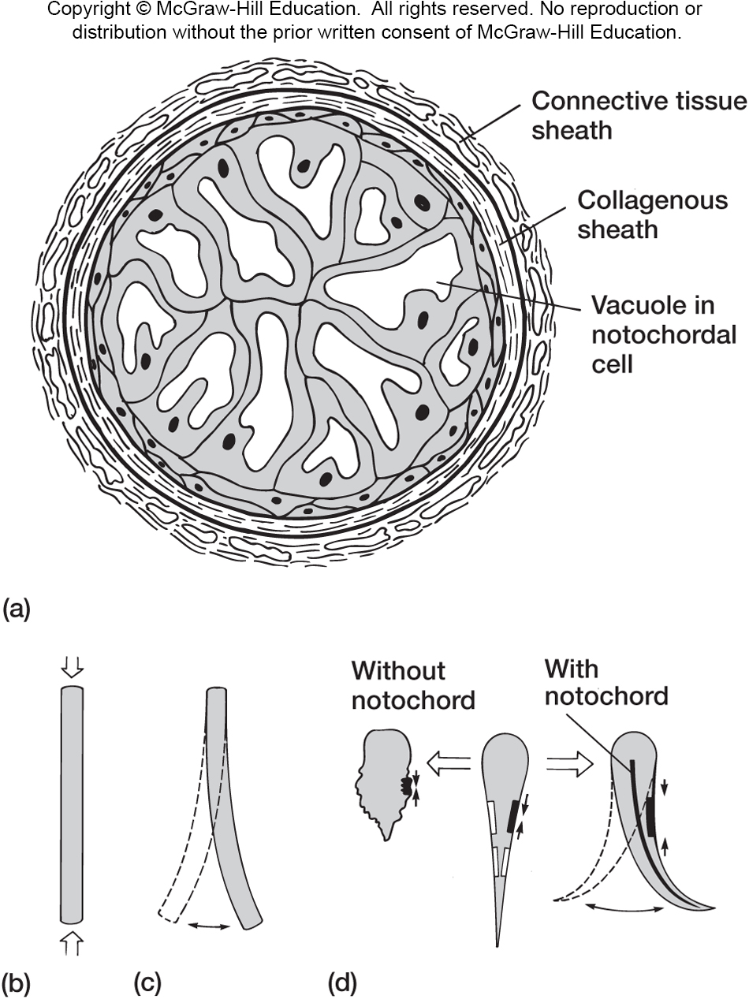 Copyright © McGraw-Hill Education.  All rights reserved. No reproduction or
distribution without the prior written consent of McGraw-Hill Education.
Connective tissue
sheath
Collagenous
sheath
Vacuole in
notochordal
cell
(a)
Without
notochord
With
notochord
(b)
(c)
(d)